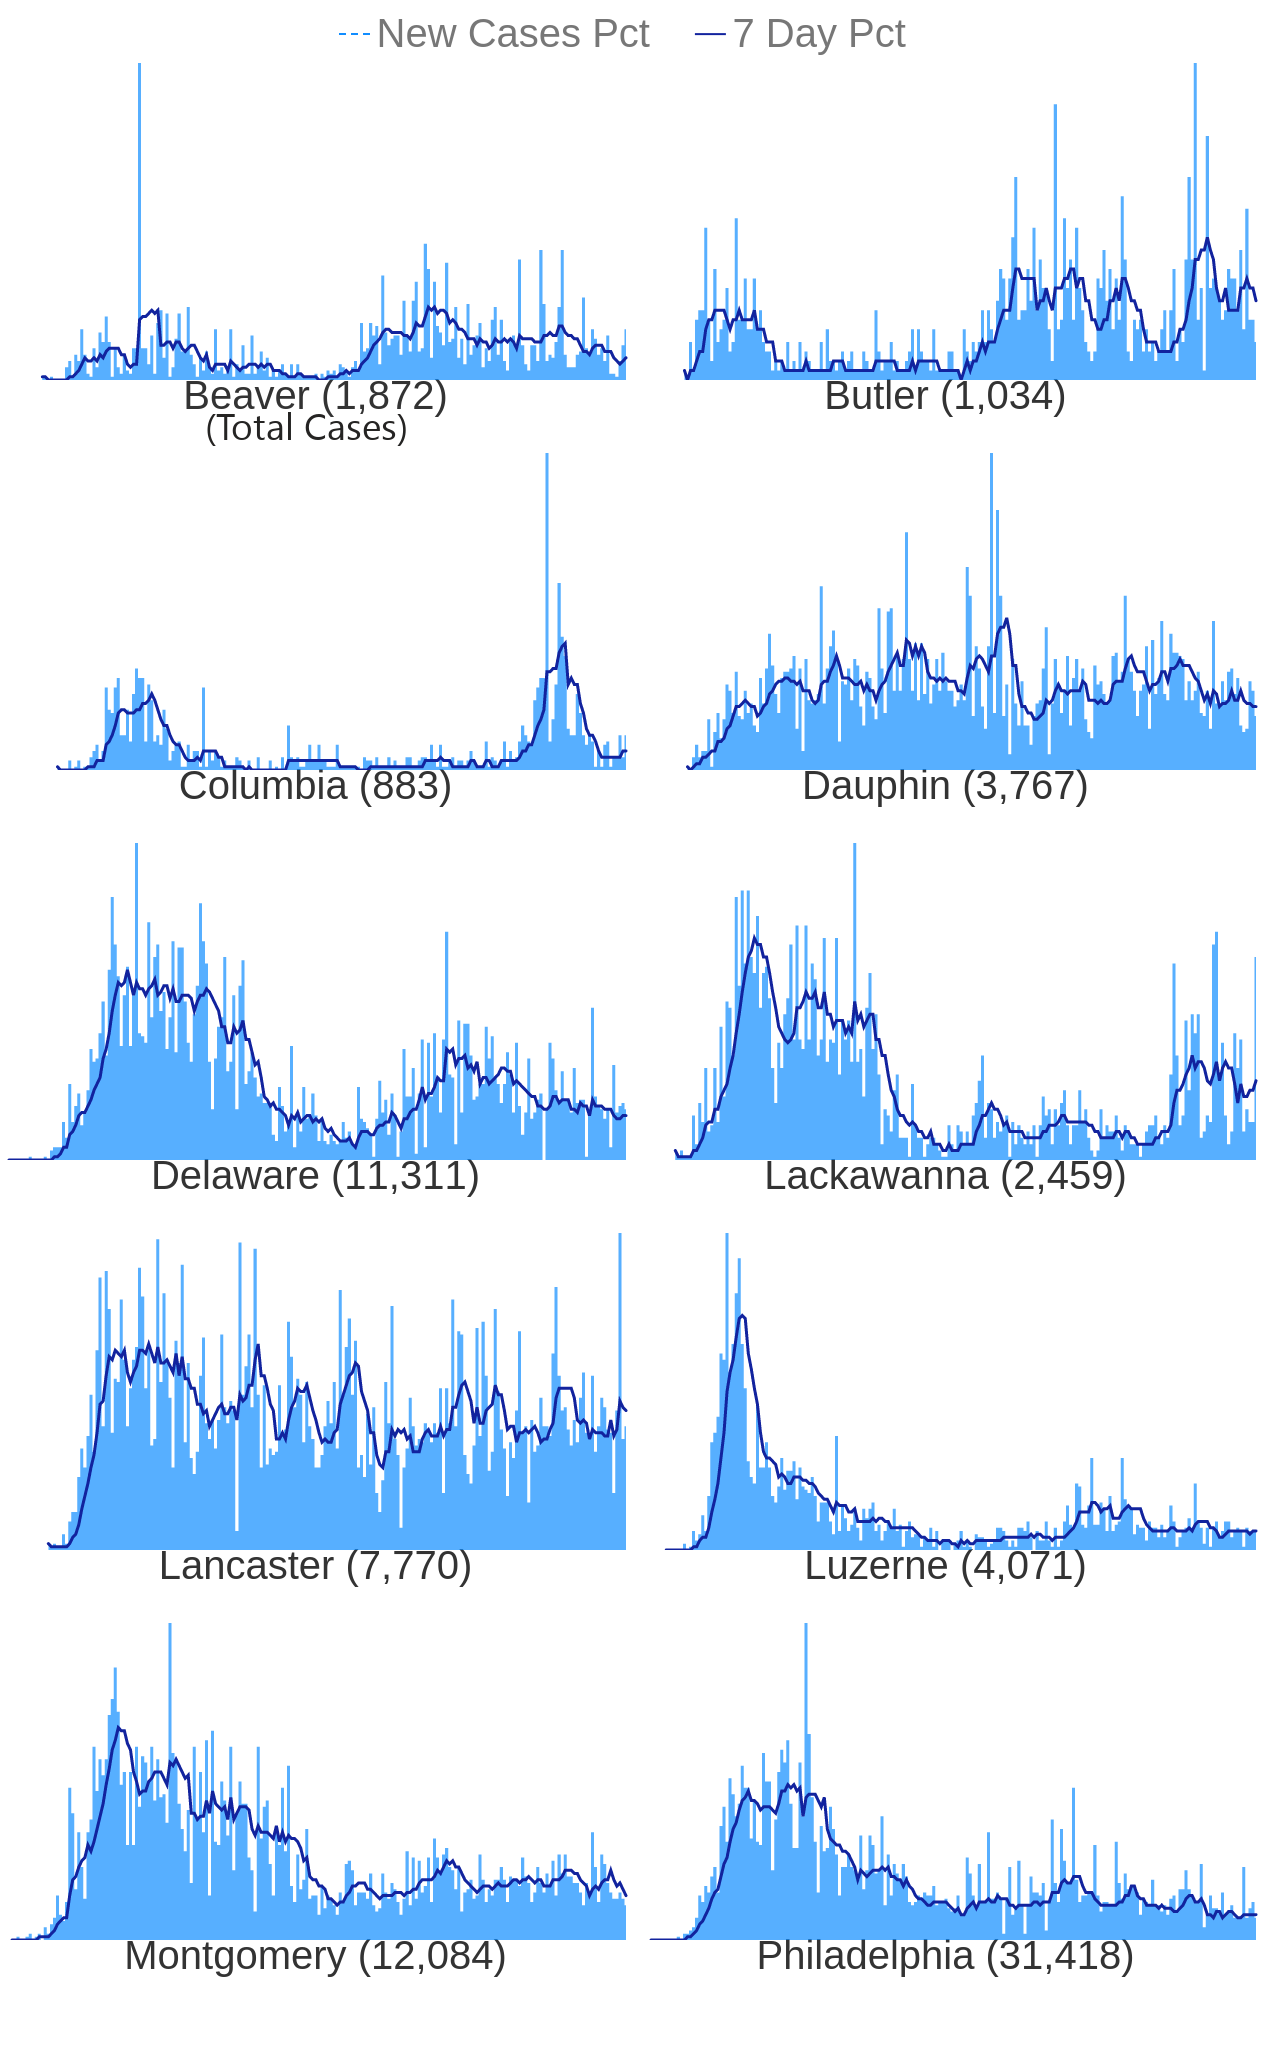 New Cases Pct 7 Day Pct
Beaver (1,872) Butler (1,034)
(Total Cases)
Columbia (883) Dauphin (3,767)
Delaware (11,311) Lackawanna (2,459)
Lancaster (7,770) Luzerne (4,071)
Montgomery (12,084) Philadelphia (31,418)